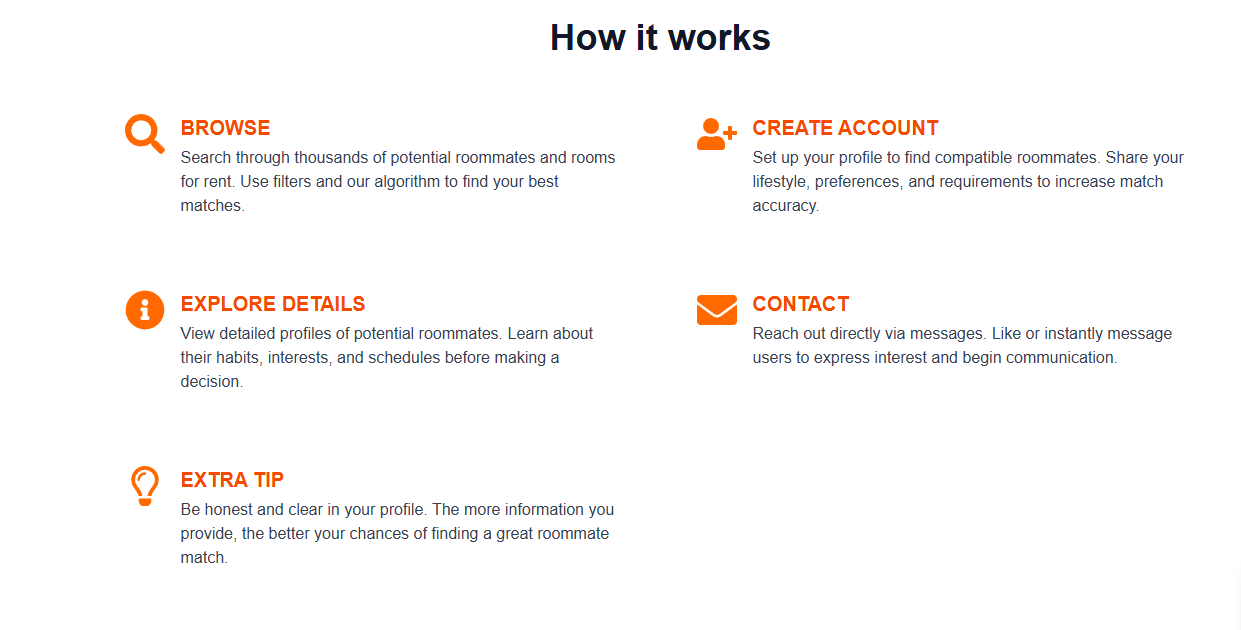 How it works
BROWSE
Search through thousands of potential roommates and rooms
for rent. Use filters and our algorithm to find your best
matches.
CREATE ACCOUNT
Set up your profile to find compatible roommates. Share your
lifestyle, preferences, and requirements to increase match
accuracy.
EXPLORE DETAILS
View detailed profiles of potential roommates. Learn about
their habits, interests, and schedules before making a
decision.
CONTACT
Reach out directly via messages. Like or instantly message
users to express interest and begin communication.
EXTRA TIP
Be honest and clear in your profile. The more information you
provide, the better your chances of finding a great roommate
match.